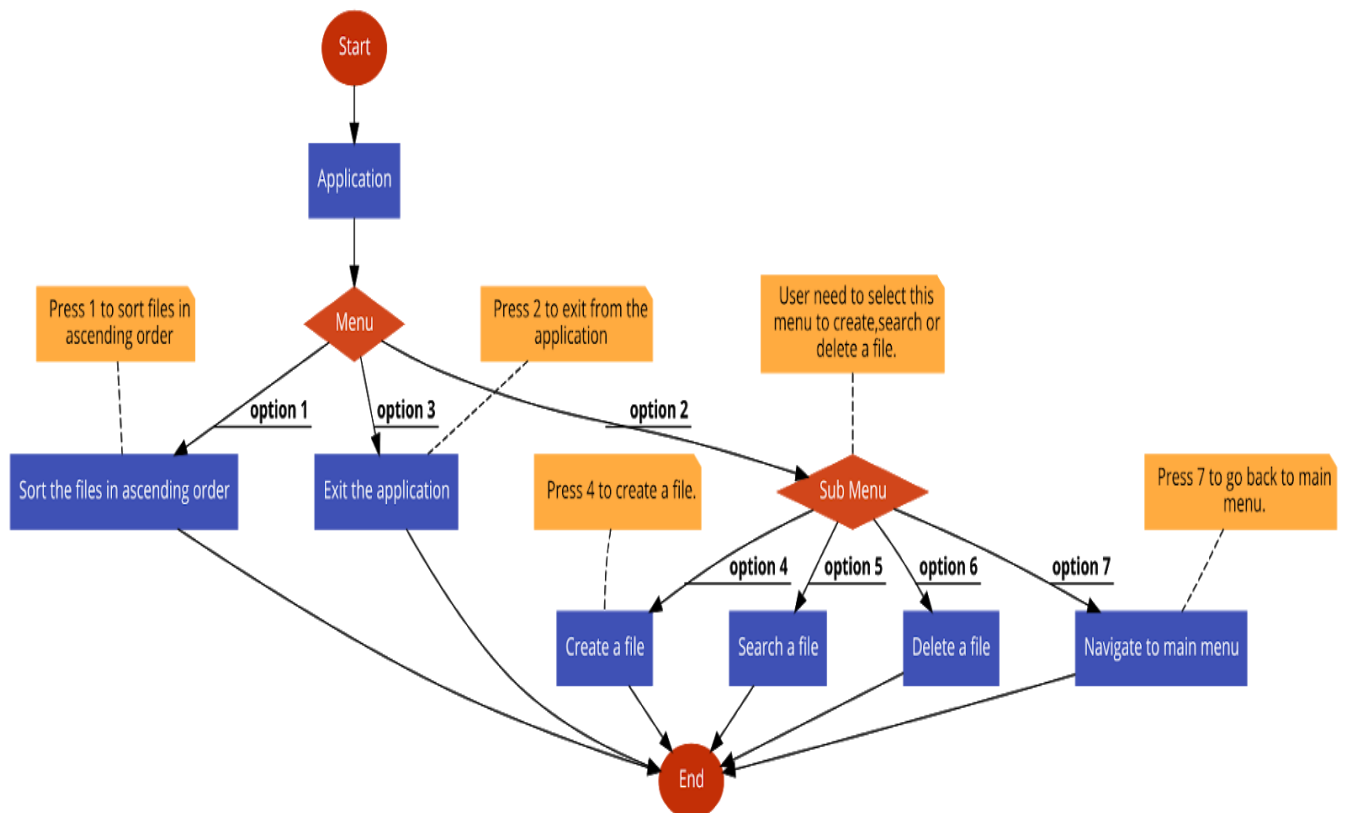 Start
Application
Press 1 to sort files in
ascending order
Menu
Press 2 to exit from the
application
User need to select this
menu to create,search or
delete a file.
option 1
option 3
option 2
Sort the files in ascending order
Exit the application
Press 4 to create a file.
Sub Menu
Press 7 to go back to main
menu.
option 4
option 5
option 6
option 7
Create a file
Search a file
Delete a file
Navigate to main menu
End